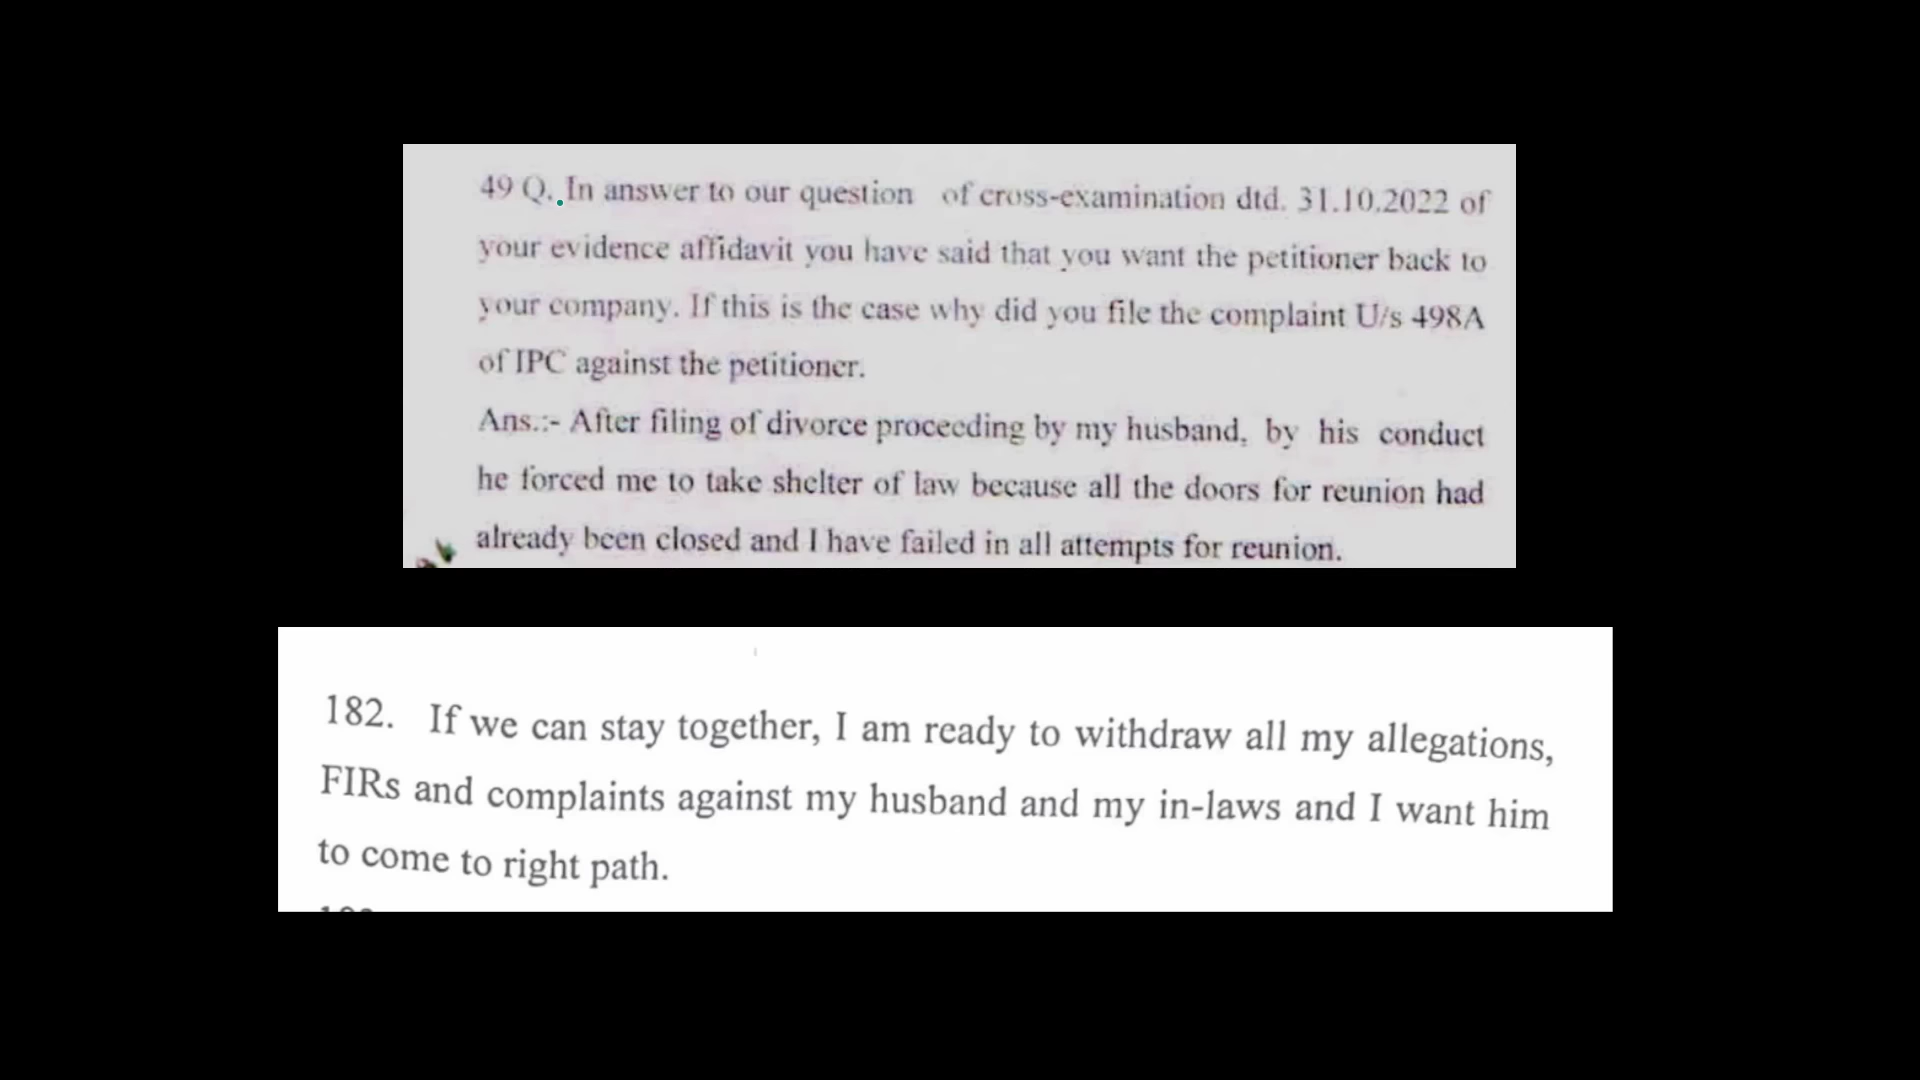 49 Q. In answer to our question of cross-examination dtd. 31.10.2022 of
your evidence affidavit you have said that you want the petitioner back to
your company. If this is the case why did you file the complaint U/s 498A
of IPC against the petitioner.
Ans.:- After filing of divorce proceeding by my husband, by his conduct
he forced me to take shelter of law because all the doors for reunion had
already been closed and I have failed in all attempts for reunion.
182. If we can stay together, I am ready to withdraw all my allegations,
FIRs and complaints against my husband and my in-laws and I want him
to come to right path.